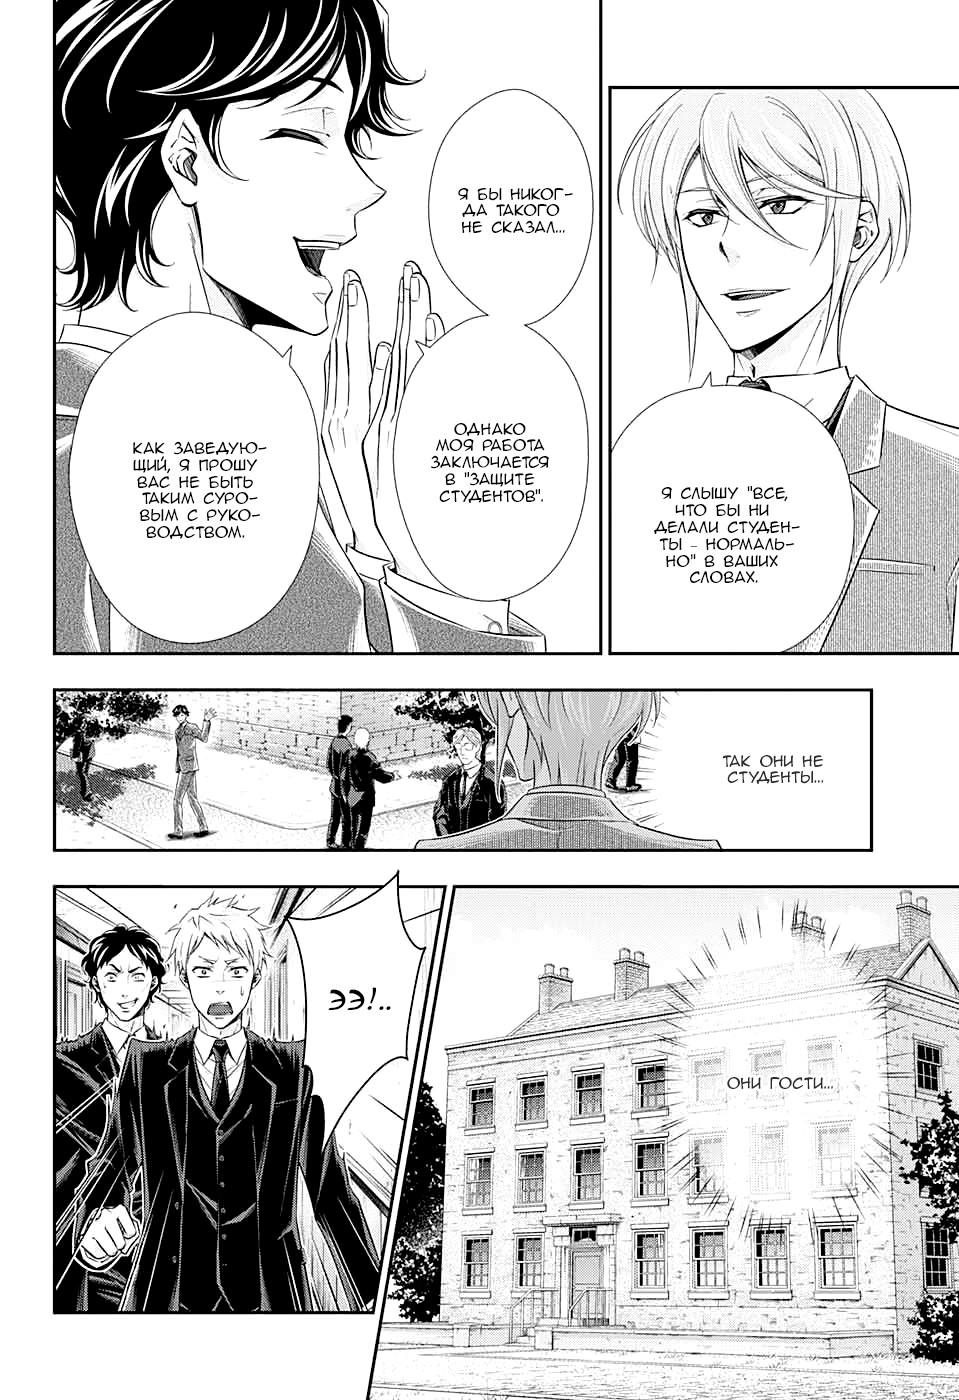 Я СЛЫШУ "ВСЕ,
ЧТО БЫ НИ
ДЕЛАЛИ СТУДЕН-
ТЫ - НОРМАЛЬ-
НО" В ВАШИХ
СЛОВАХ.
Я БЫ НИКОГ-
ДА ТАКОГО
НЕ СКАЗАЛ...
ОДНАКО
МОЯ РАБОТА
ЗАКЛЮЧАЕТСЯ
В "ЗАЩИТЕ
СТУДЕНТОВ".
КАК ЗАВЕДУЮ-
ЩИЙ, Я ПРОШУ
ВАС НЕ БЫТЬ
ТАКИМ СУРО-
ВЫМ С РУКО-
ВОДСТВОМ.
ТАК ОНИ НЕ
СТУДЕНТЫ...
ОНИ ГОСТИ...
ЭЭ!..